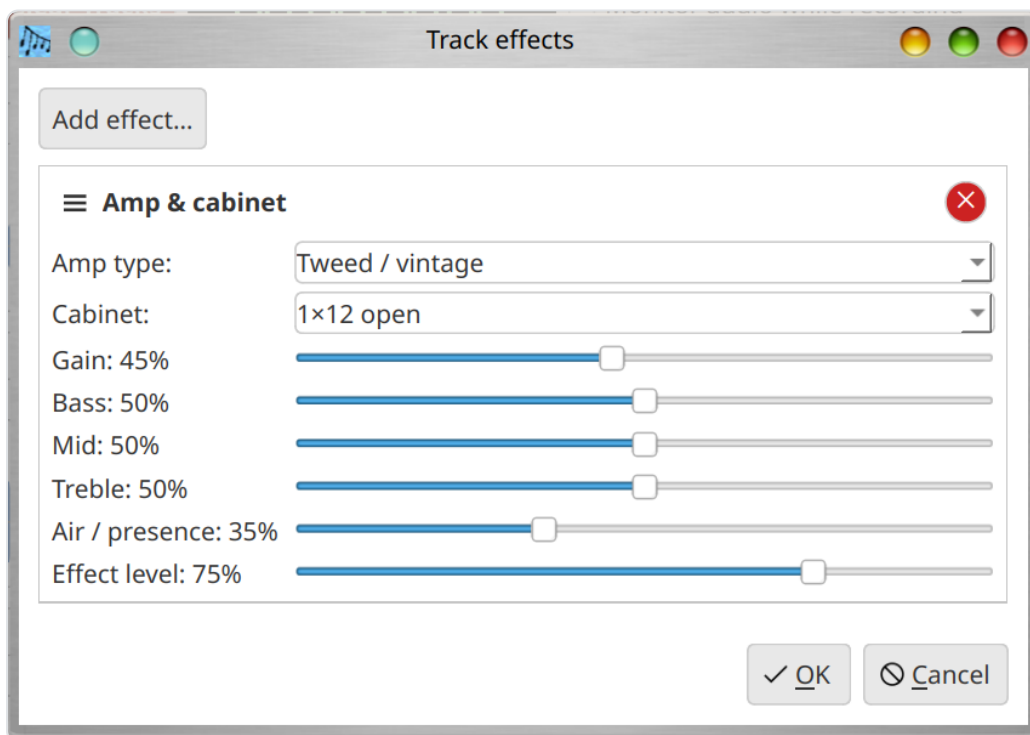 Track effects
Add effect...
Amp & cabinet
Amp type: Tweed / vintage
Cabinet: 1×12 open
Gain: 45%
Bass: 50%
Mid: 50%
Treble: 50%
Air / presence: 35%
Effect level: 75%
OK Cancel